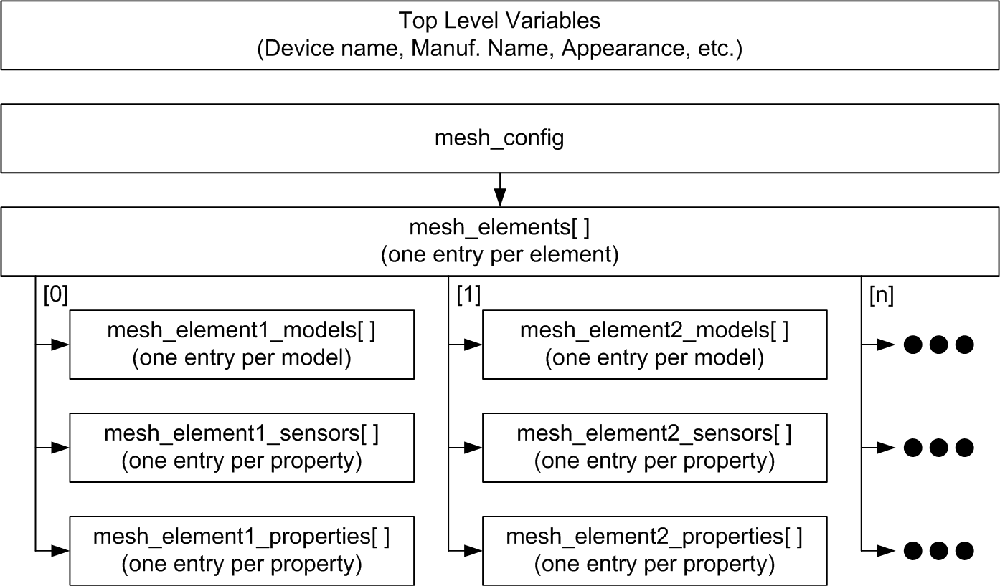 Top Level Variables
(Device name, Manuf. Name, Appearance, etc.)
mesh_config
mesh_elements[ ]
(one entry per element)
[0]
[1]
[n]
mesh_element1_models[ ]
(one entry per model)
mesh_element2_models[ ]
(one entry per model)
mesh_element1_sensors[ ]
(one entry per property)
mesh_element2_sensors[ ]
(one entry per property)
mesh_element1_properties[ ]
(one entry per property)
mesh_element2_properties[ ]
(one entry per property)